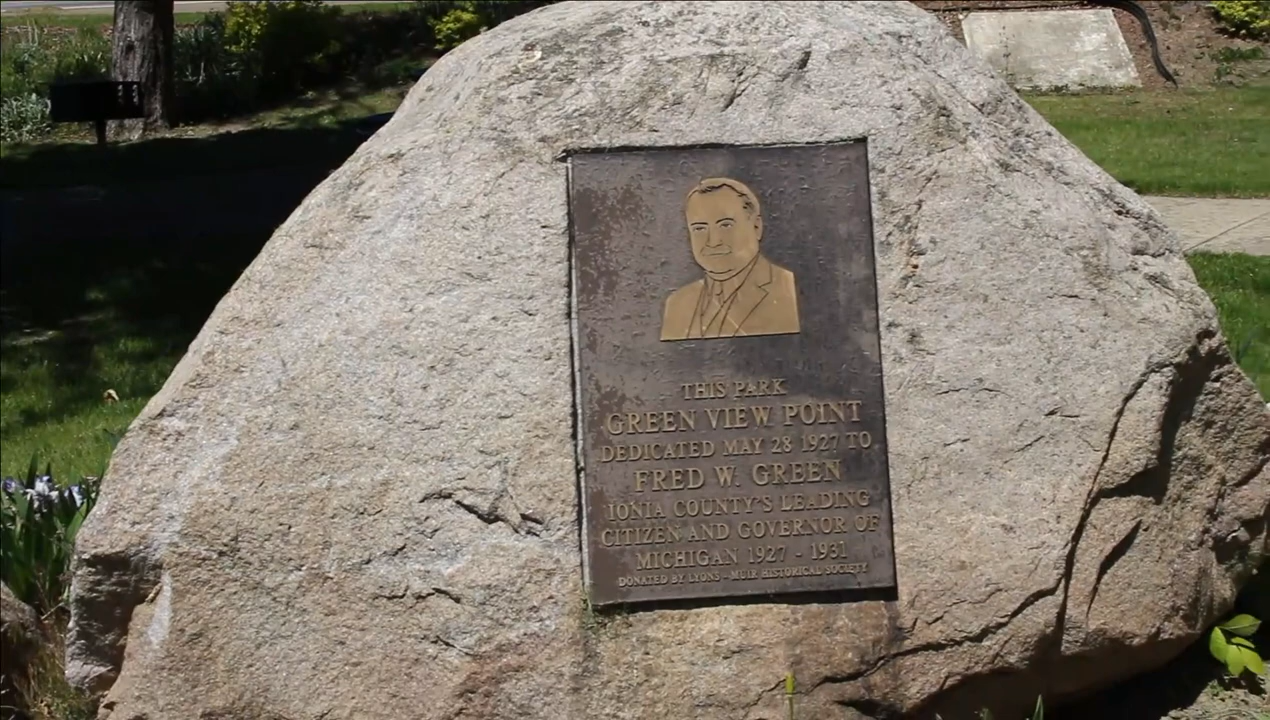 THIS PARK
GREEN VIEW POINT
DEDICATED MAY 28 1927 TO
FRED W. GREEN
IONIA COUNTY'S LEADING
CITIZEN AND GOVERNOR OF
MICHIGAN 1927 - 1931
DONATED BY LYONS - MUIR HISTORICAL SOCIETY